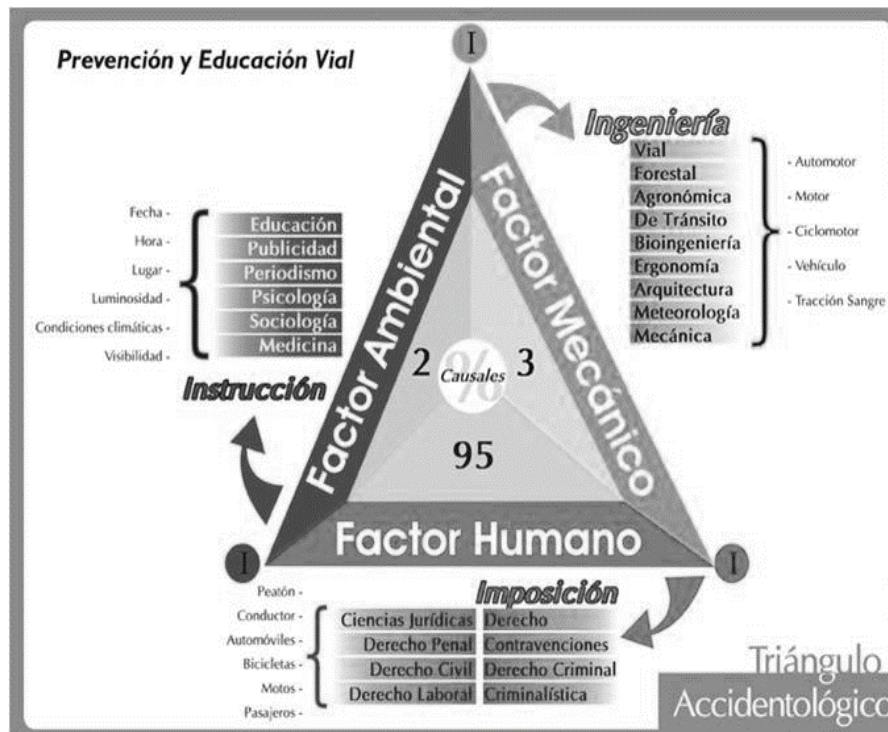 I
Prevención y Educación Vial
Ingeniería
Vial
Forestal
Agronómica
De Tránsito
Bioingeniería
Ergonomía
Arquitectura
Meteorología
Mecánica
- Automotor
- Motor
- Ciclomotor
- Vehículo
- Tracción Sangre
Fecha -
Hora -
Lugar -
Luminosidad -
Condiciones climáticas -
Visibilidad -
Educación
Publicidad
Periodismo
Psicología
Sociología
Medicina
Instrucción
Factor Ambiental
Factor Mecánico
2
%
Causales
3
95
Factor Humano
I
I
Imposición
Peatón -
Conductor -
Automóviles -
Bicicletas -
Motos -
Pasajeros -
Ciencias Jurídicas
Derecho
Derecho Penal
Contravenciones
Derecho Civil
Derecho Criminal
Derecho Laboral
Criminalística
Triángulo
Accidentológico